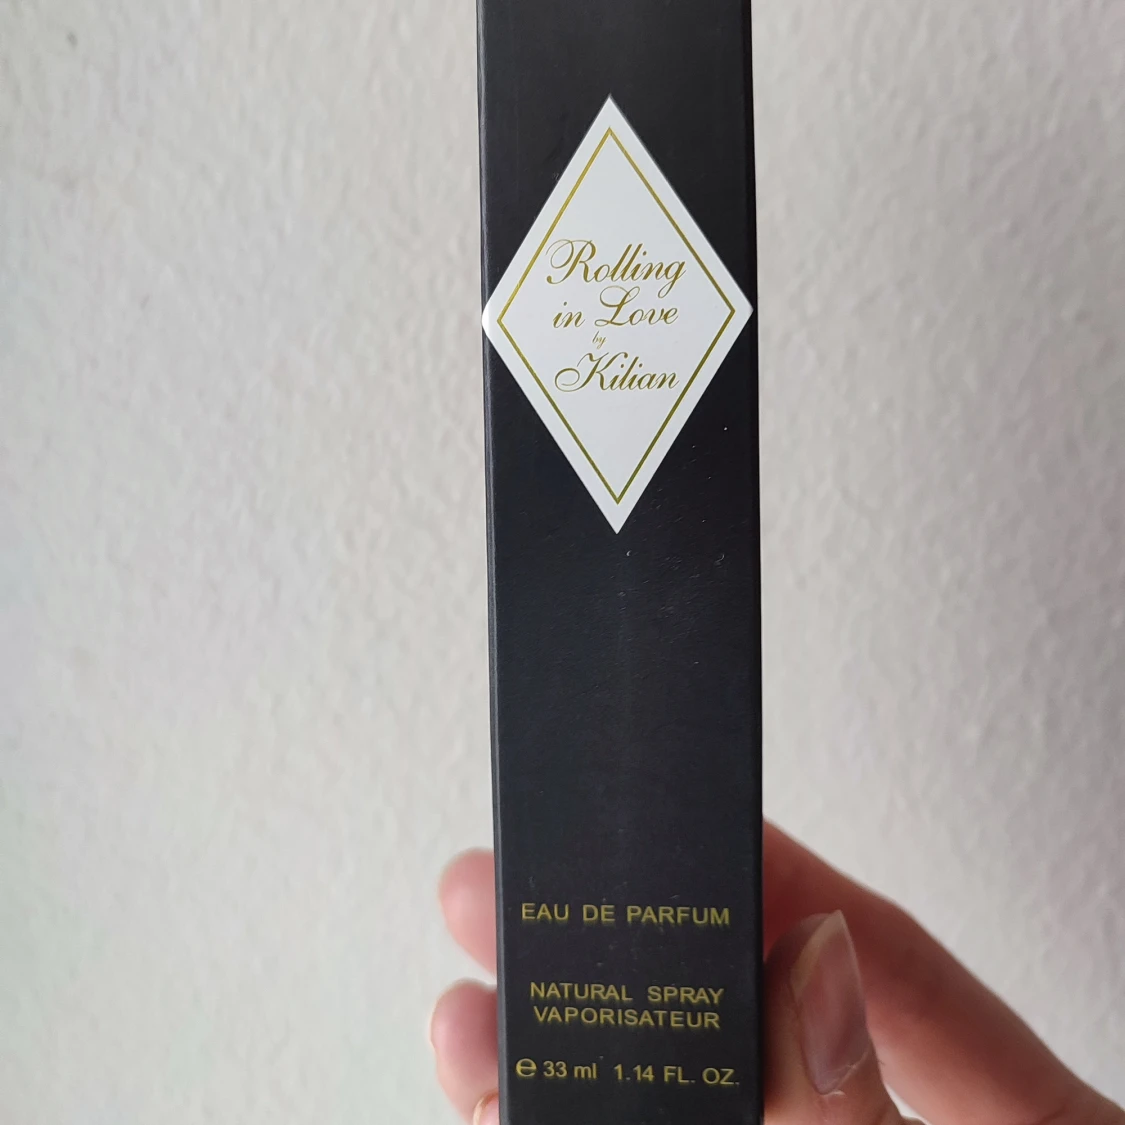 Rolling
in Love
by
Kilian
EAU DE PARFUM
NATURAL SPRAY
VAPORISATEUR
℮ 33 ml 1.14 FL. OZ.